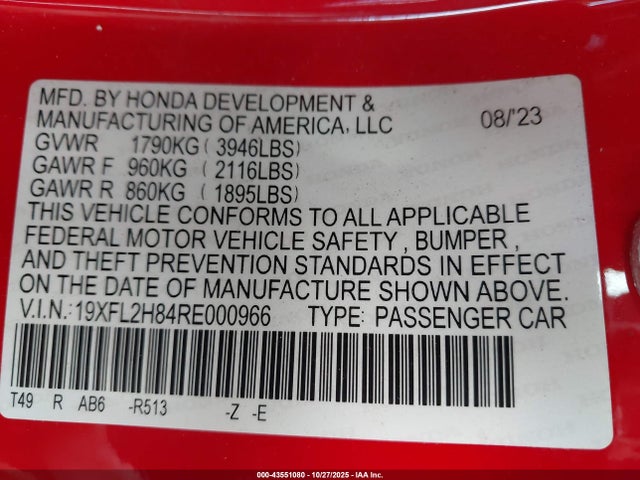 MFD. BY HONDA DEVELOPMENT &
MANUFACTURING OF AMERICA, LLC 08/'23
GVWR 1790KG ( 3946LBS)
GAWR F 960KG ( 2116LBS)
GAWR R 860KG ( 1895LBS)
THIS VEHICLE CONFORMS TO ALL APPLICABLE
FEDERAL MOTOR VEHICLE SAFETY , BUMPER ,
AND THEFT PREVENTION STANDARDS IN EFFECT
ON THE DATE OF MANUFACTURE SHOWN ABOVE.
V.I.N.:19XFL2H84RE000966 TYPE: PASSENGER CAR
T49 R AB6 -R513 -Z -E
000-43551080 - 10/27/2025 - IAA Inc.